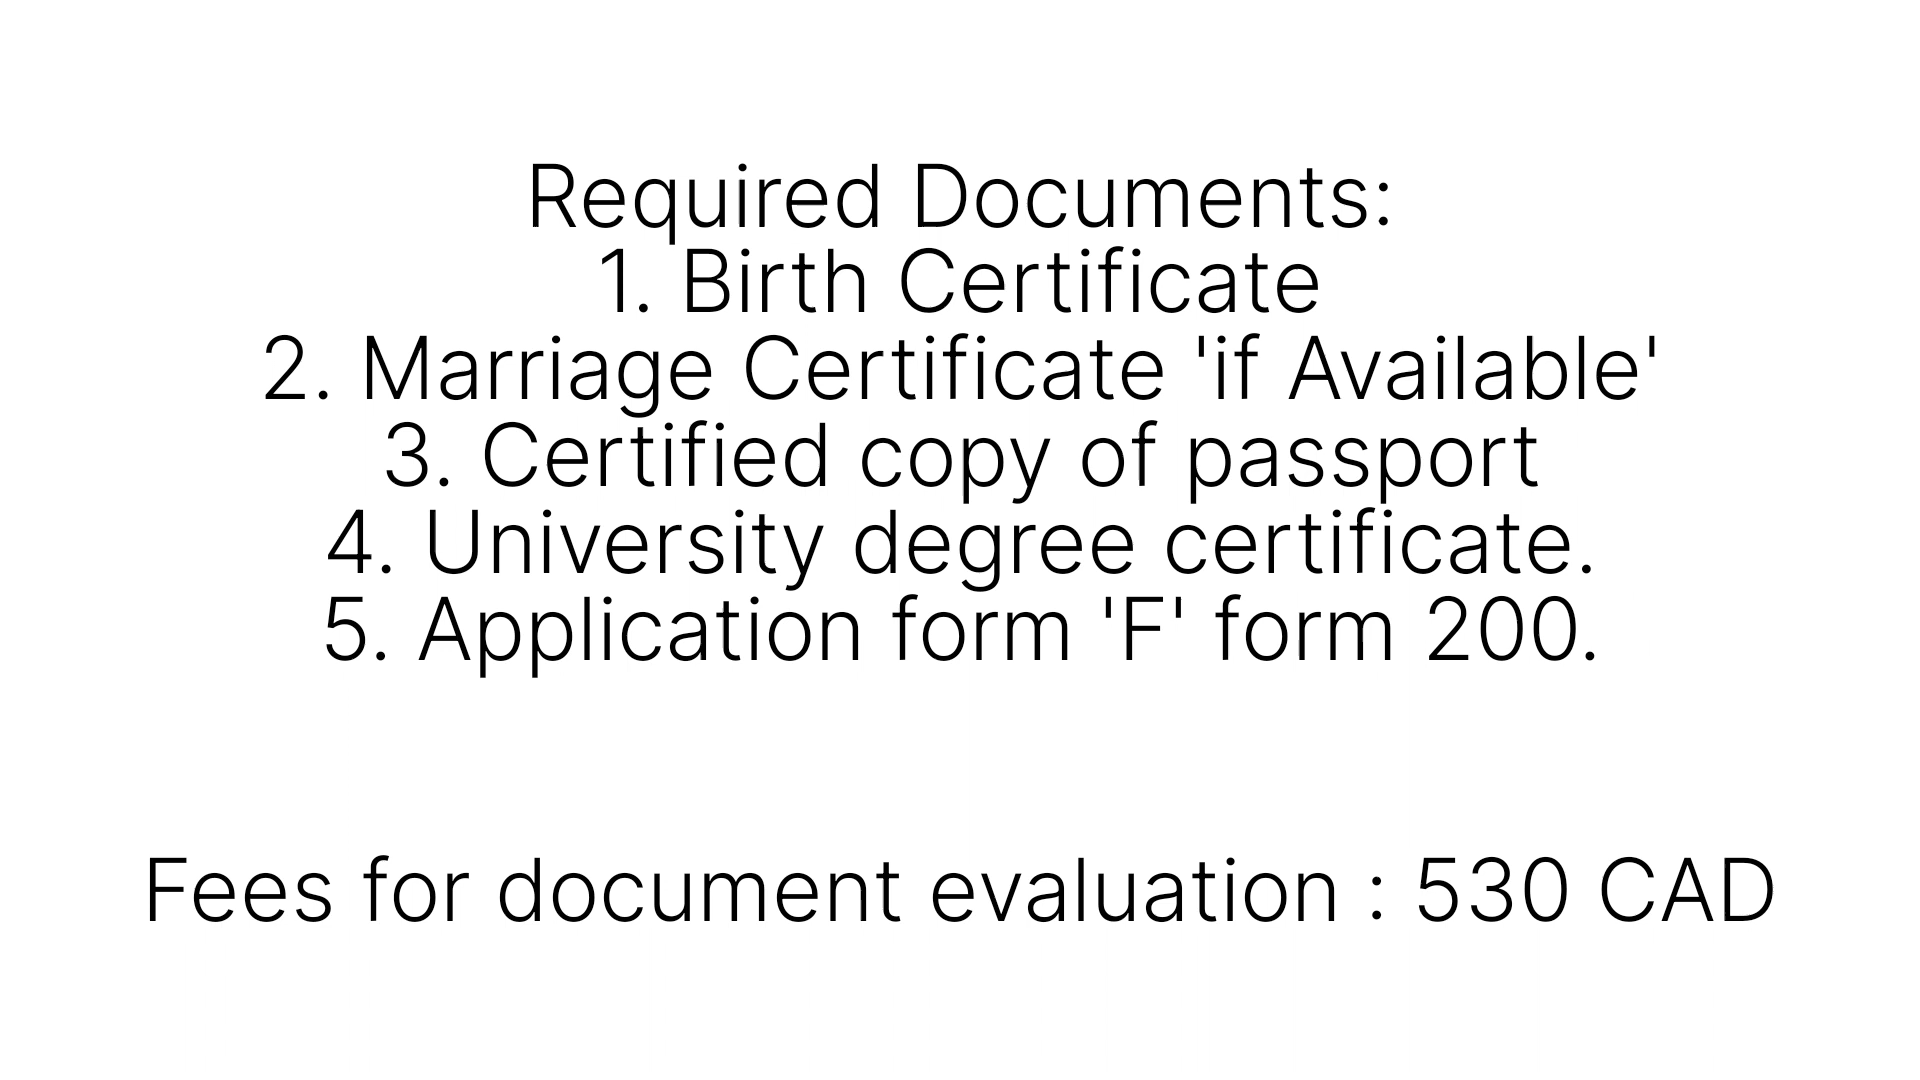 Required Documents:
1. Birth Certificate
2. Marriage Certificate 'if Available'
3. Certified copy of passport
4. University degree certificate.
5. Application form 'F' form 200.
Fees for document evaluation : 530 CAD